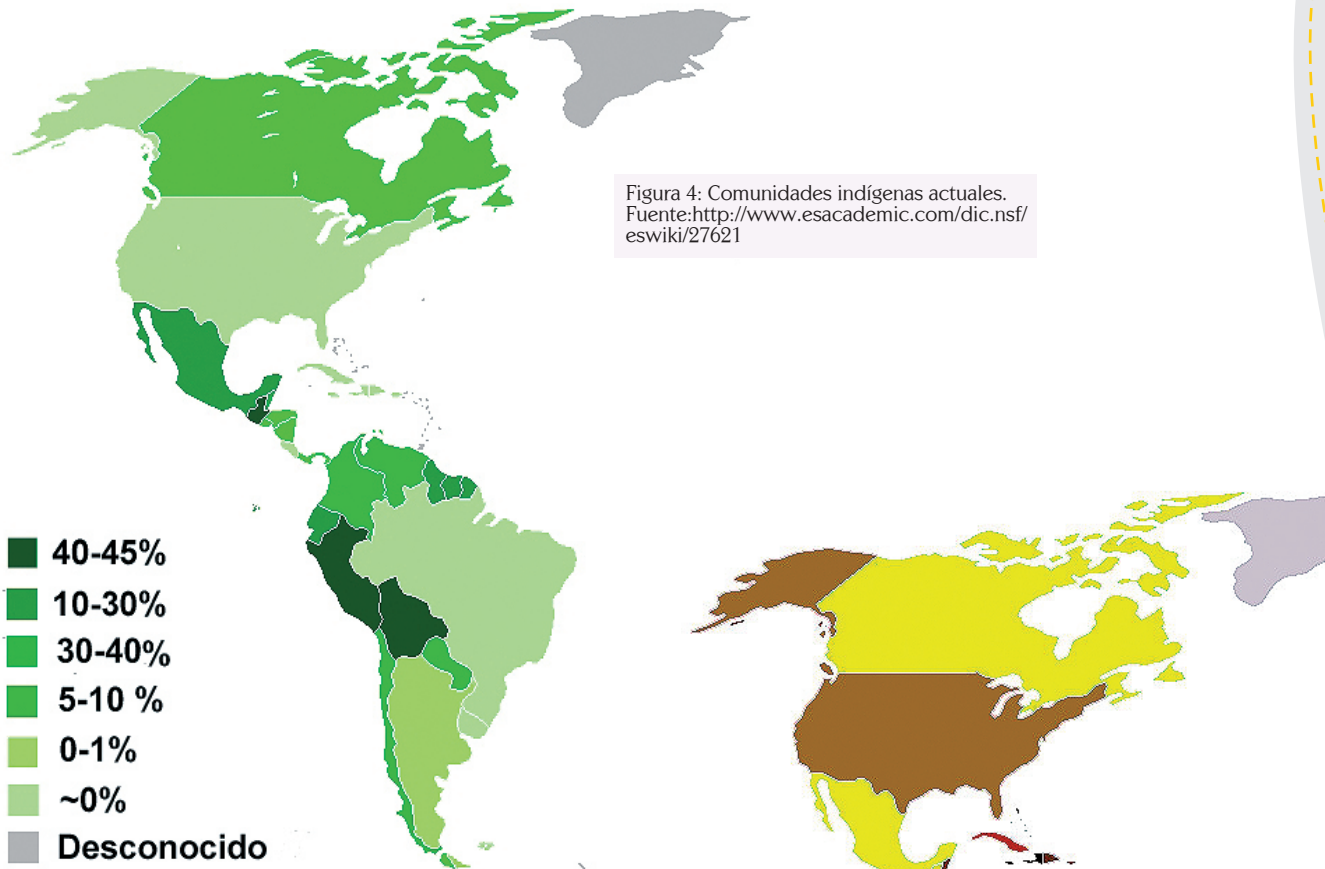 Figura 4: Comunidades indígenas actuales.
Fuente:http://www.esacademic.com/dic.nsf/
eswiki/27621
40-45%
10-30%
30-40%
5-10 %
0-1%
~0%
Desconocido